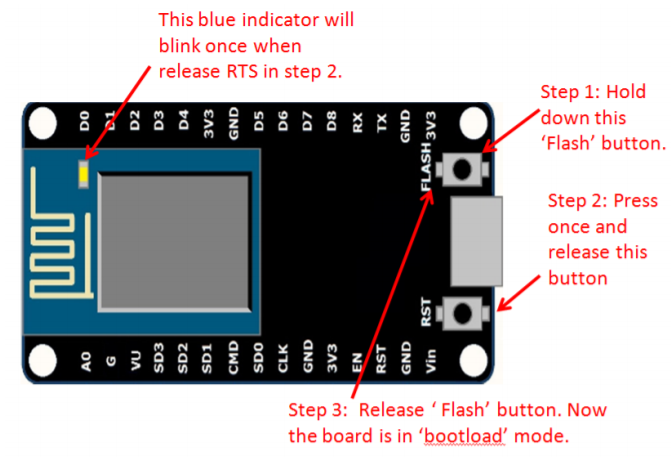 This blue indicator will
blink once when
release RTS in step 2.
Step 1: Hold
down this
‘Flash’ button.
D0 D1 D2 D3 D4 3V3 GND D5 D6 D7 D8 RX TX GND 3V3
FLASH
Step 2: Press
once and
release this
button
RST
A0 G VU SD3 SD2 SD1 CMD SD0 CLK GND 3V3 EN RST GND Vin
Step 3:  Release ‘ Flash’ button. Now
the board is in ‘bootload’ mode.